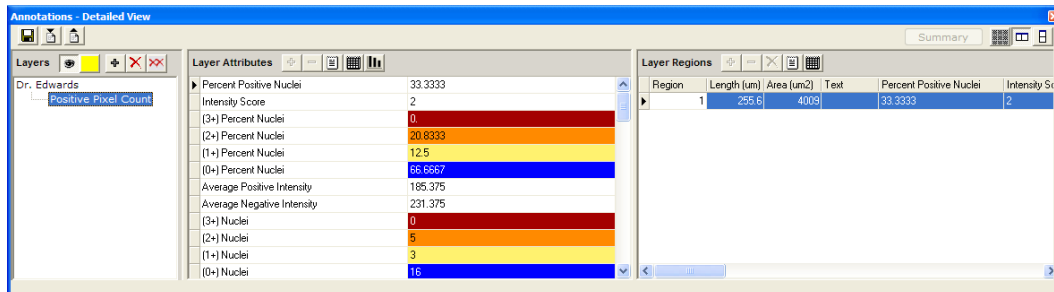 Annotations - Detailed View
Summary
Layers
Layer Attributes
Layer Regions
Dr. Edwards
Positive Pixel Count
Percent Positive Nuclei 33.3333
Intensity Score 2
(3+) Percent Nuclei 0.
(2+) Percent Nuclei 20.8333
(1+) Percent Nuclei 12.5
(0+) Percent Nuclei 66.6667
Average Positive Intensity 185.375
Average Negative Intensity 231.375
(3+) Nuclei 0
(2+) Nuclei 5
(1+) Nuclei 3
(0+) Nuclei 16
Region Length (um) Area (um2) Text Percent Positive Nuclei Intensity Sc
1 255.6 4009 33.3333 2